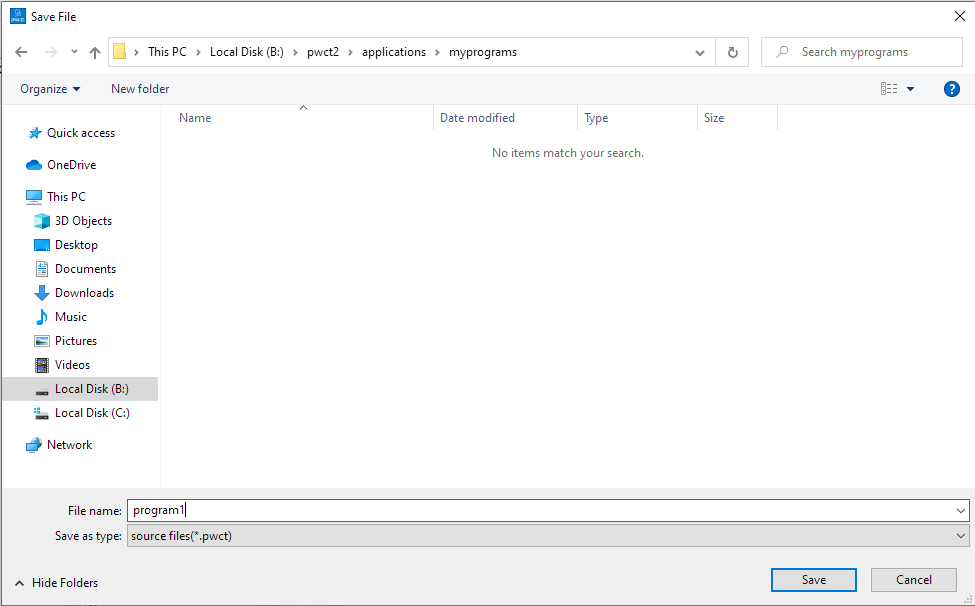 Save File
This PC > Local Disk (B:) > pwct2 > applications > myprograms
Search myprograms
Organize
New folder
?
Name
Date modified
Type
Size
No items match your search.
Quick access
OneDrive
This PC
3D Objects
Desktop
Documents
Downloads
Music
Pictures
Videos
Local Disk (B:)
Local Disk (C:)
Network
File name: program1
Save as type: source files(*.pwct)
Hide Folders
Save
Cancel